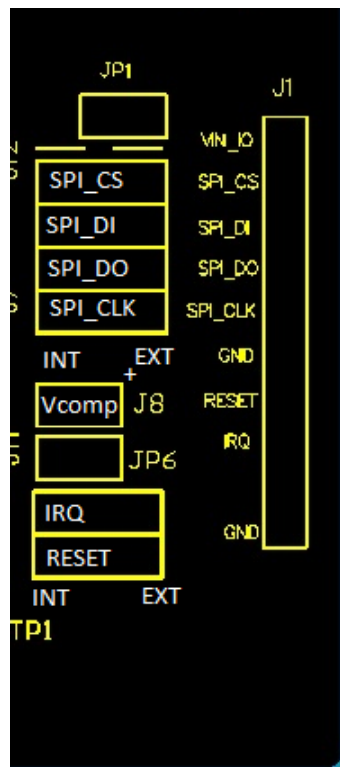 JP1
J1
VIN_IO
SPI_CS SPI_CS
SPI_DI SPI_DI
SPI_DO SPI_DO
SPI_CLK SPI_CLK
INT EXT GND
+
Vcomp J8 RESET
JP6 IRQ
IRQ
GND
RESET
INT EXT
TP1